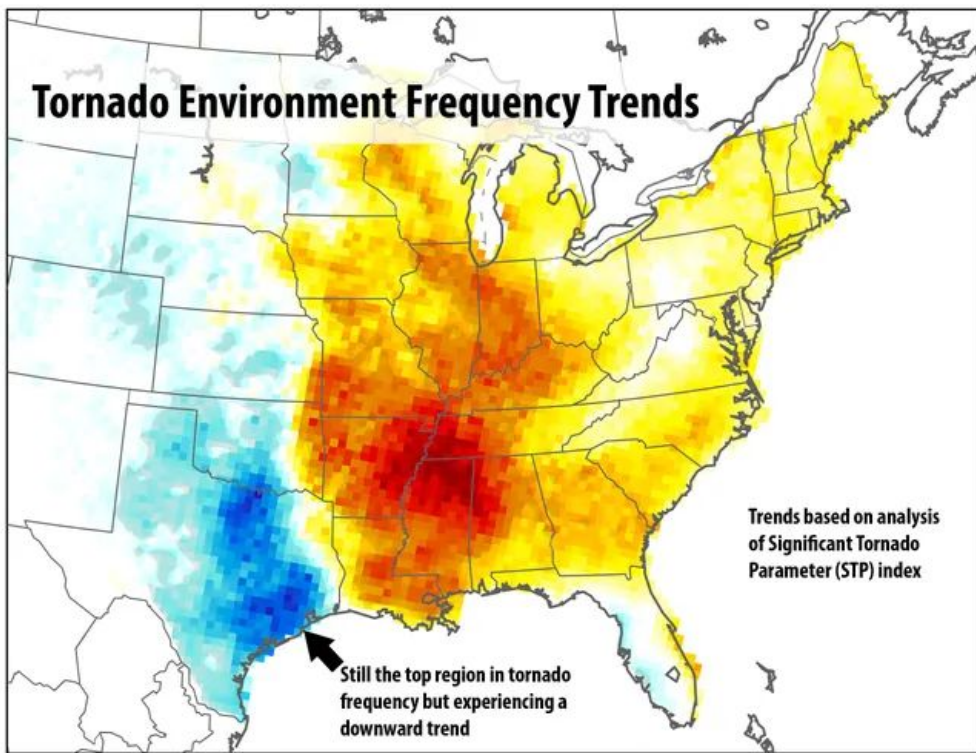 Tornado Environment Frequency Trends
Trends based on analysis
of Significant Tornado
Parameter (STP) index
Still the top region in tornado
frequency but experiencing a
downward trend